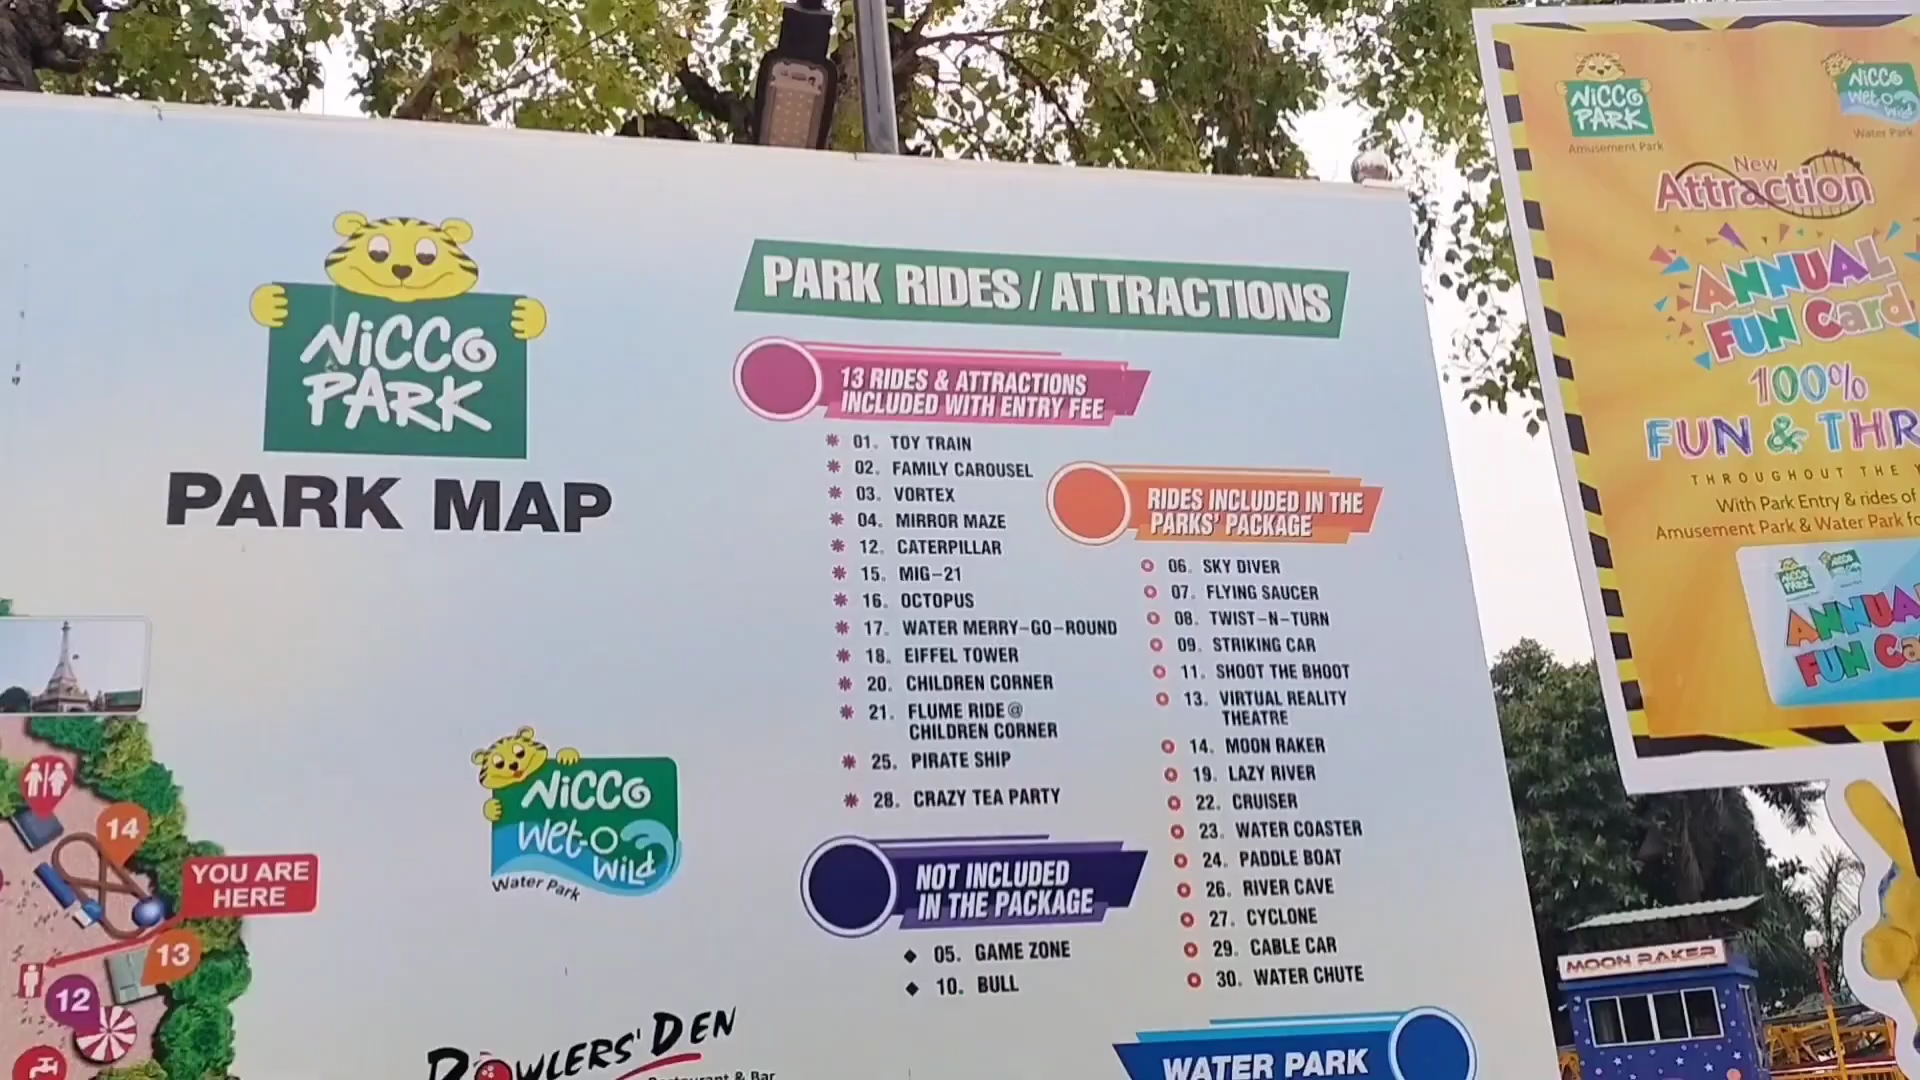 NICCO
PARK
PARK MAP
PARK RIDES / ATTRACTIONS
13 RIDES & ATTRACTIONS
INCLUDED WITH ENTRY FEE
01. TOY TRAIN
02. FAMILY CAROUSEL
03. VORTEX
04. MIRROR MAZE
12. CATERPILLAR
15. MIG-21
16. OCTOPUS
17. WATER MERRY-GO-ROUND
18. EIFFEL TOWER
20. CHILDREN CORNER
21. FLUME RIDE@
CHILDREN CORNER
25. PIRATE SHIP
28. CRAZY TEA PARTY
NOT INCLUDED
IN THE PACKAGE
05. GAME ZONE
10. BULL
RIDES INCLUDED IN THE
PARKS' PACKAGE
06. SKY DIVER
07. FLYING SAUCER
08. TWIST-N-TURN
09. STRIKING CAR
11. SHOOT THE BHOOT
13. VIRTUAL REALITY
THEATRE
14. MOON RAKER
19. LAZY RIVER
22. CRUISER
23. WATER COASTER
24. PADDLE BOAT
26. RIVER CAVE
27. CYCLONE
29. CABLE CAR
30. WATER CHUTE
WATER PARK
NICCO
WET-O
WILD
Water Park
BOWLERS' DEN
& Bar
14
YOU ARE
HERE
13
12
NICCO
PARK
Amusement Park
NICCO
WET-O
Wild
Water Park
New
Attraction
ANNUAL
FUN Card
100%
FUN & THR
THROUGHOUT THE
With Park Entry & rides of
Amusement Park & Water Park
NICCO
PARK
ANNUA
FUN Ca
MOON RAKER